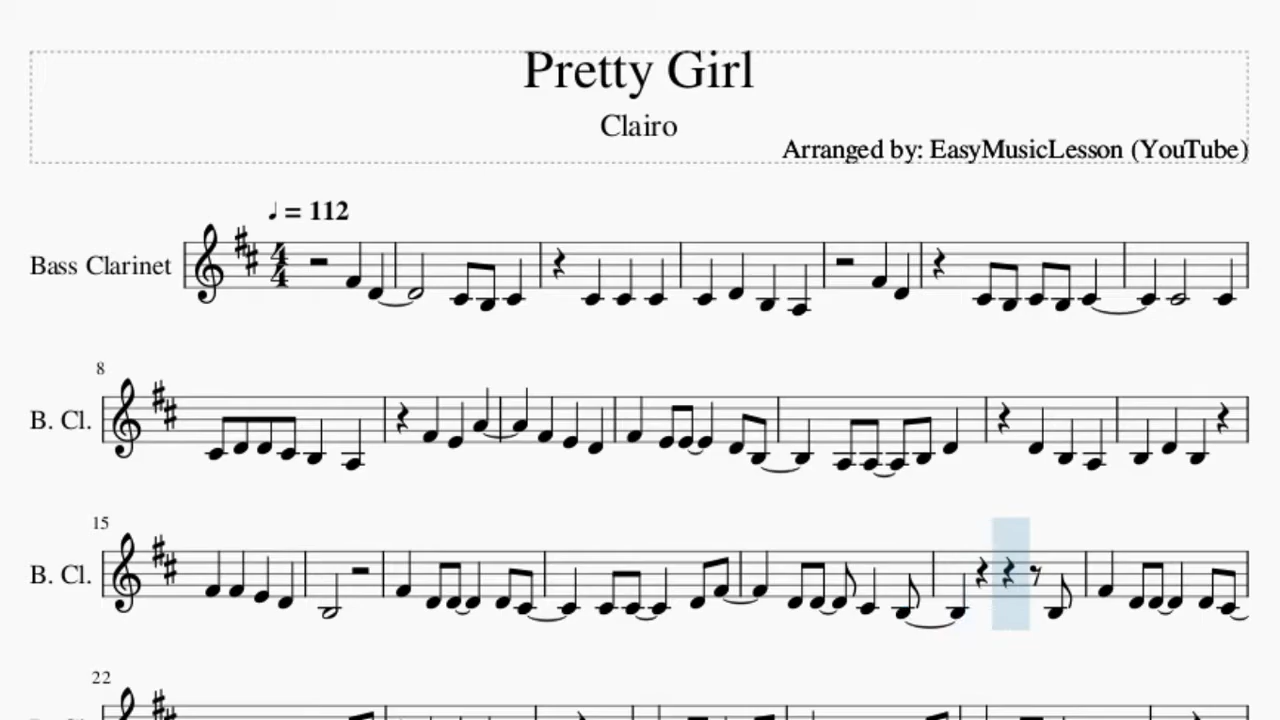 Pretty Girl
Clairo
Arranged by: EasyMusicLesson (YouTube)
♩ = 112
Bass Clarinet
4
4
8
B. Cl.
15
B. Cl.
22